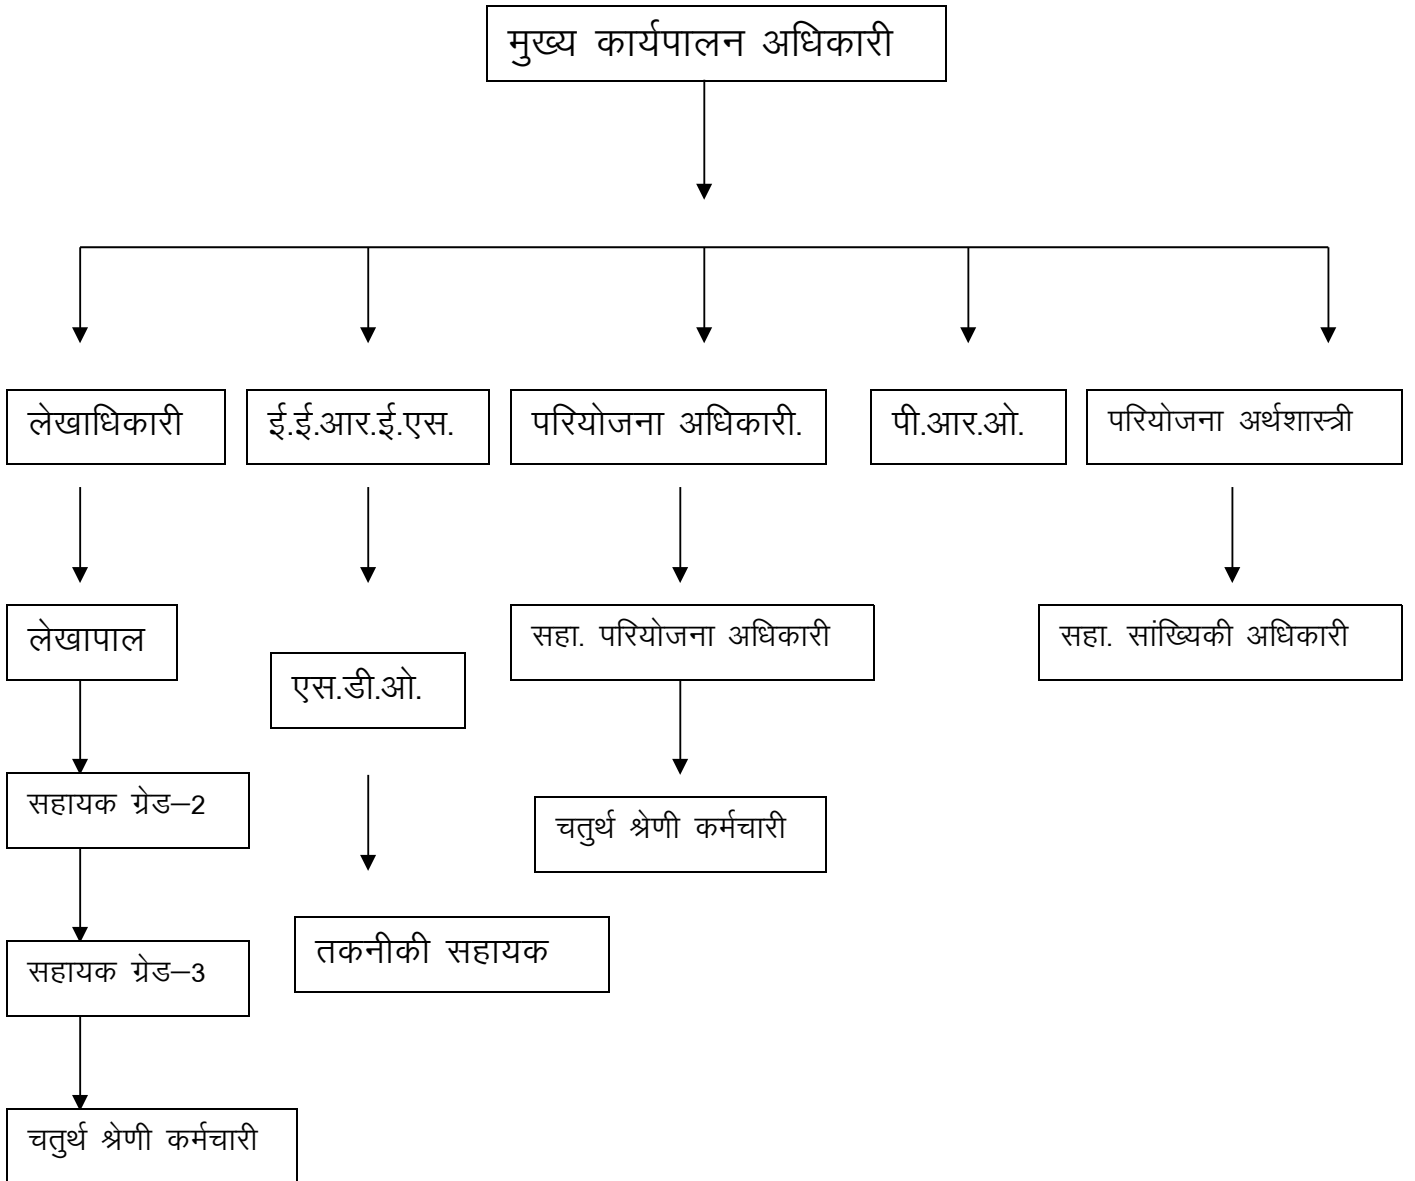 मुख्य कार्यपालन अधिकारी
लेखाधिकारी
ई.ई.आर.ई.एस.
परियोजना अधिकारी.
पी.आर.ओ.
परियोजना अर्थशास्त्री
लेखापाल
सहा. परियोजना अधिकारी
सहा. सांख्यिकी अधिकारी
एस.डी.ओ.
सहायक ग्रेड–2
चतुर्थ श्रेणी कर्मचारी
तकनीकी सहायक
सहायक ग्रेड–3
चतुर्थ श्रेणी कर्मचारी